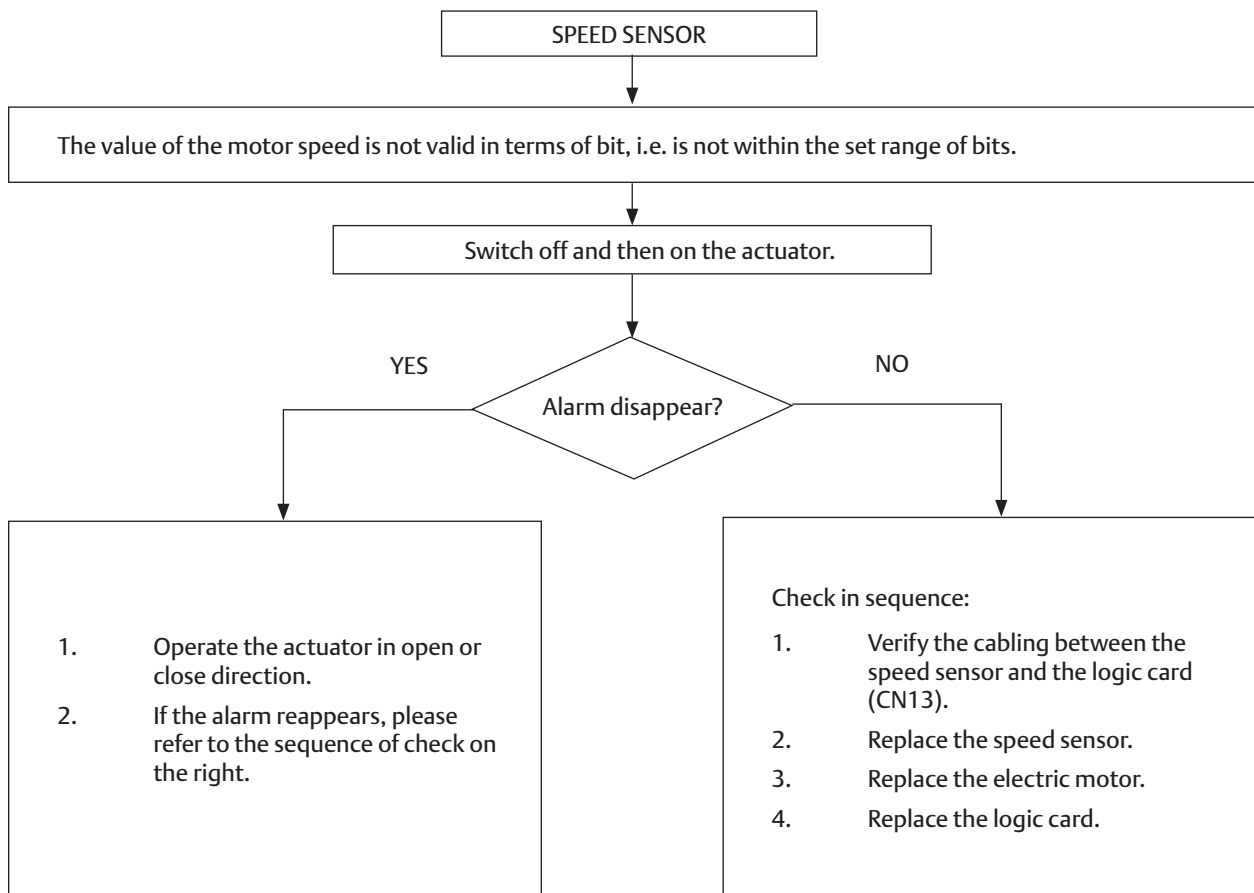 SPEED SENSOR
The value of the motor speed is not valid in terms of bit, i.e. is not within the set range of bits.
Switch off and then on the actuator.
YES
NO
Alarm disappear?
1. Operate the actuator in open or
close direction.
2. If the alarm reappears, please
refer to the sequence of check on
the right.
Check in sequence:
1. Verify the cabling between the
speed sensor and the logic card
(CN13).
2. Replace the speed sensor.
3. Replace the electric motor.
4. Replace the logic card.